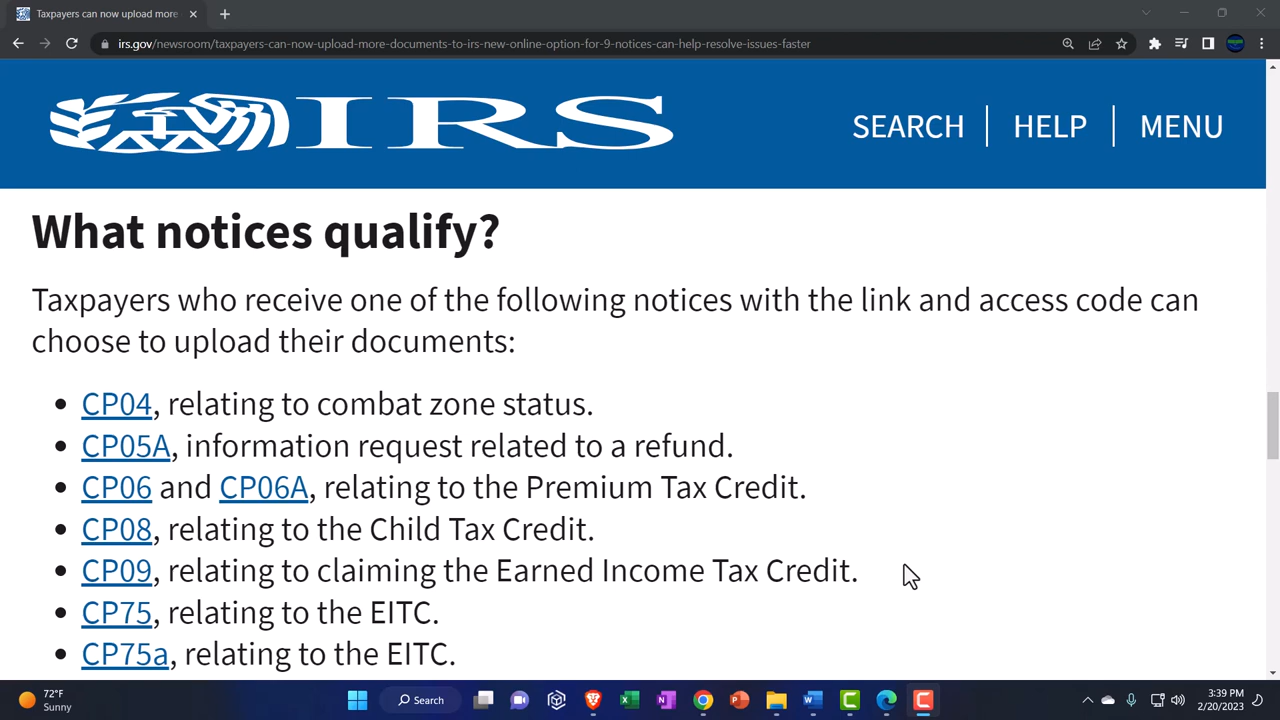 Taxpayers can now upload more
irs.gov/newsroom/taxpayers-can-now-upload-more-documents-to-irs-new-online-option-for-9-notices-can-help-resolve-issues-faster
IRS
SEARCH | HELP | MENU
What notices qualify?
Taxpayers who receive one of the following notices with the link and access code can
choose to upload their documents:
• CP04, relating to combat zone status.
• CP05A, information request related to a refund.
• CP06 and CP06A, relating to the Premium Tax Credit.
• CP08, relating to the Child Tax Credit.
• CP09, relating to claiming the Earned Income Tax Credit.
• CP75, relating to the EITC.
• CP75a, relating to the EITC.
72°F
Sunny
Search
3:39 PM
2/20/2023